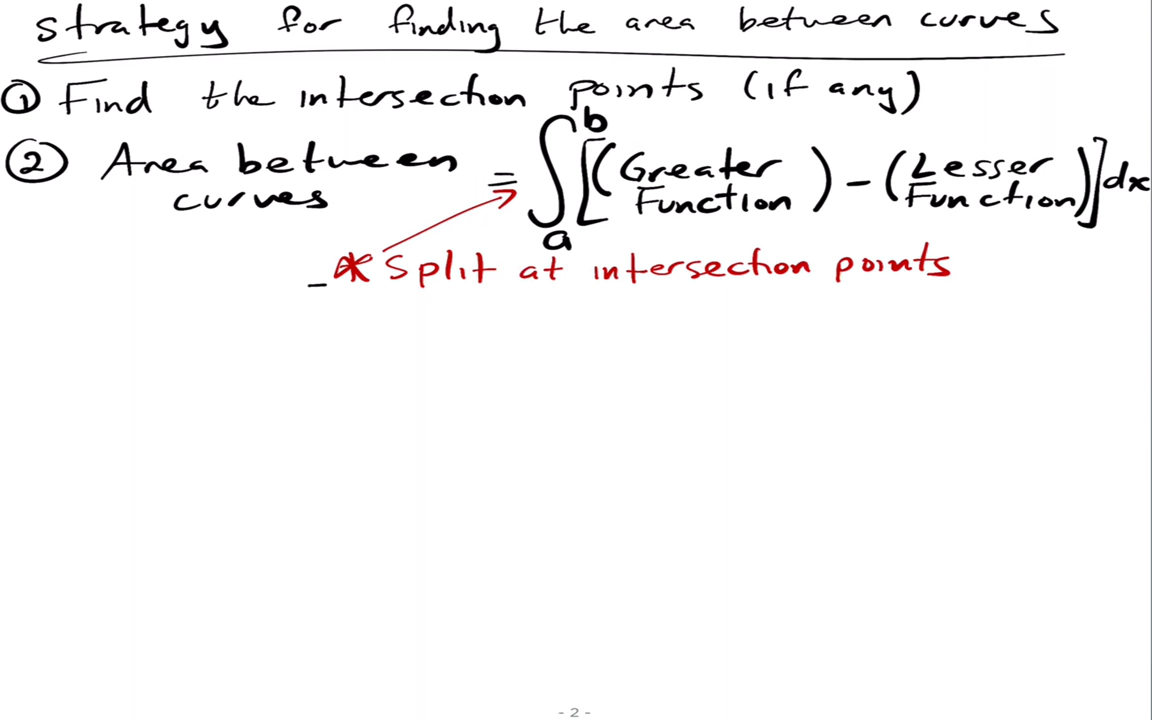 strategy for finding the area between curves
① Find the intersection points (if any)
② Area between curves = ∫ₐᵇ [(Greater Function) - (Lesser Function)] dx
* Split at intersection points
- 2 -